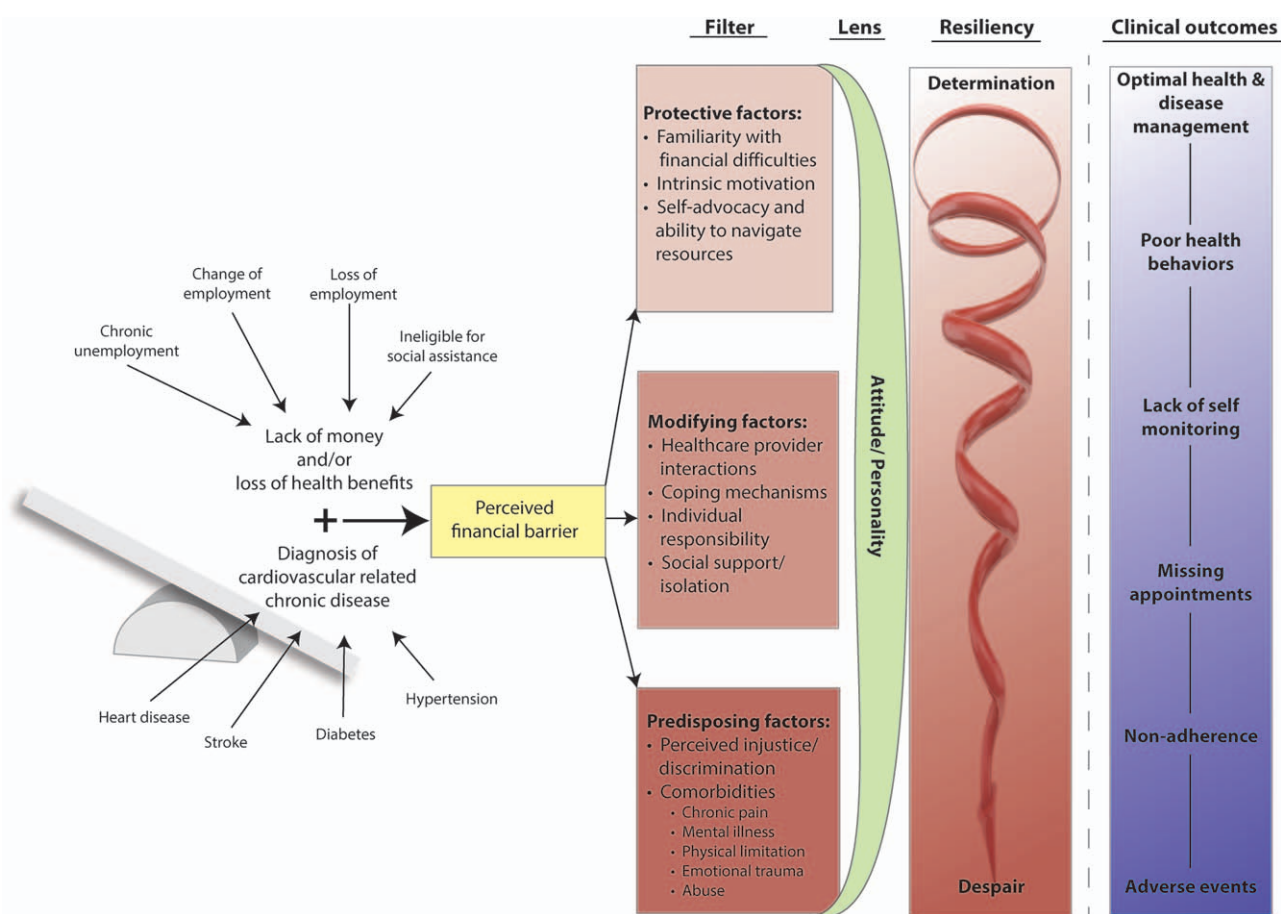 Filter
Lens
Resiliency
Clinical outcomes
Chronic
unemployment
Change of
employment
Loss of
employment
Ineligible for
social assistance
Lack of money
and/or
loss of health benefits
+
Diagnosis of
cardiovascular related
chronic disease
Heart disease
Stroke
Diabetes
Hypertension
Perceived
financial barrier
Protective factors:
• Familiarity with
financial difficulties
• Intrinsic motivation
• Self-advocacy and
ability to navigate
resources
Modifying factors:
• Healthcare provider
interactions
• Coping mechanisms
• Individual
responsibility
• Social support/
isolation
Predisposing factors:
• Perceived injustice/
discrimination
• Comorbidities
• Chronic pain
• Mental illness
• Physical limitation
• Emotional trauma
• Abuse
Attitude/ Personality
Determination
Despair
Optimal health &
disease
management
Poor health
behaviors
Lack of self
monitoring
Missing
appointments
Non-adherence
Adverse events